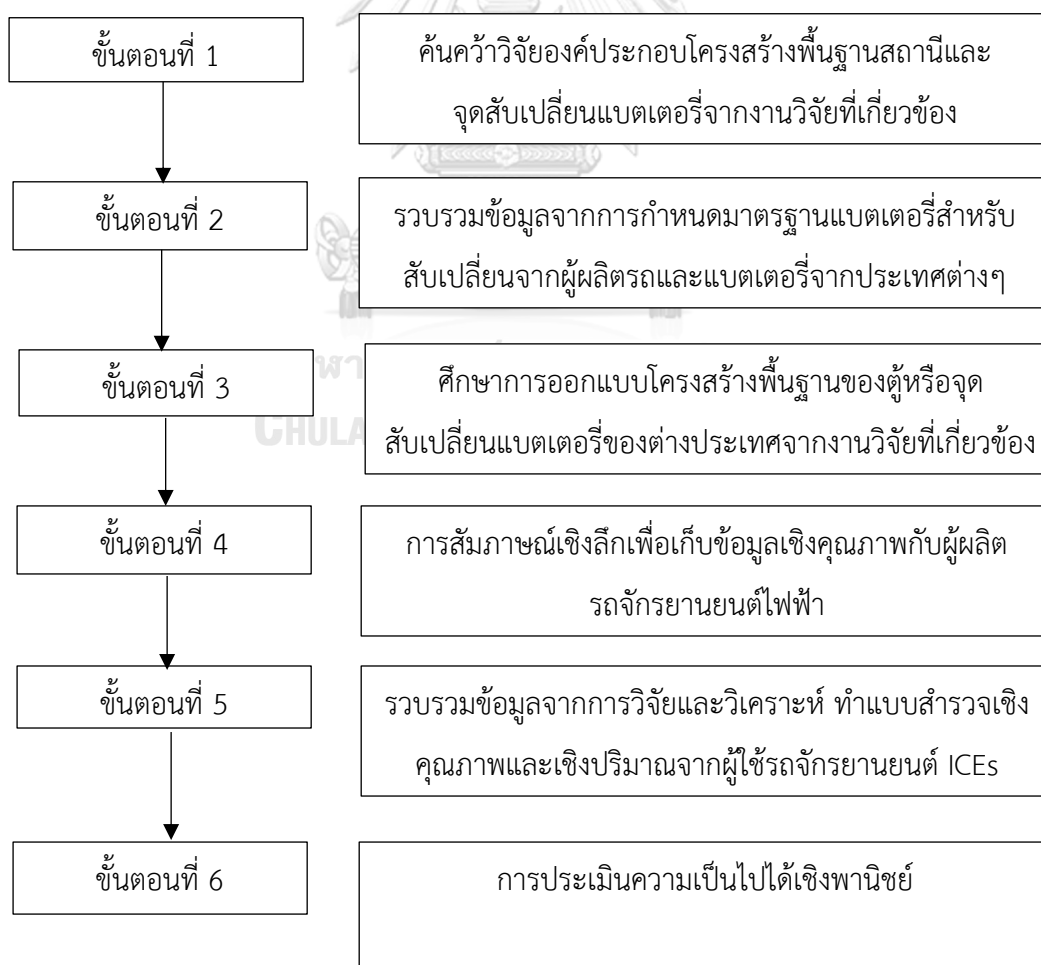 ขั้นตอนที่ 1
ค้นคว้าวิจัยองค์ประกอบโครงสร้างพื้นฐานสถานีและ
จุดสับเปลี่ยนแบตเตอรี่จากงานวิจัยที่เกี่ยวข้อง
ขั้นตอนที่ 2
รวบรวมข้อมูลจากการกำหนดมาตรฐานแบตเตอรี่สำหรับ
สับเปลี่ยนจากผู้ผลิตรถและแบตเตอรี่จากประเทศต่างๆ
ขั้นตอนที่ 3
ศึกษาการออกแบบโครงสร้างพื้นฐานของตู้หรือจุด
สับเปลี่ยนแบตเตอรี่ของต่างประเทศจากงานวิจัยที่เกี่ยวข้อง
ขั้นตอนที่ 4
การสัมภาษณ์เชิงลึกเพื่อเก็บข้อมูลเชิงคุณภาพกับผู้ผลิต
รถจักรยานยนต์ไฟฟ้า
ขั้นตอนที่ 5
รวบรวมข้อมูลจากการวิจัยและวิเคราะห์ ทำแบบสำรวจเชิง
คุณภาพและเชิงปริมาณจากผู้ใช้รถจักรยานยนต์ ICEs
ขั้นตอนที่ 6
การประเมินความเป็นไปได้เชิงพานิชย์